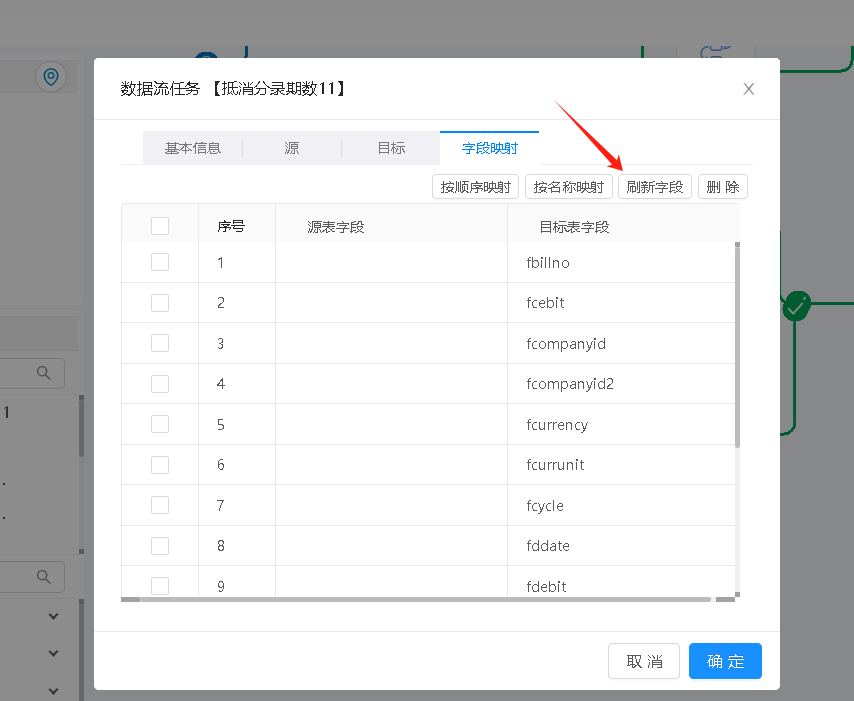 数据流任务 【抵消分录期数11】
基本信息 源 目标 字段映射
按顺序映射 按名称映射 刷新字段 删 除
序号 源表字段 目标表字段
1 fbillno
2 fcebit
3 fcompanyid
4 fcompanyid2
5 fcurrency
6 fcurrunit
7 fcycle
8 fddate
9 fdebit
1
.
.
取 消 确 定